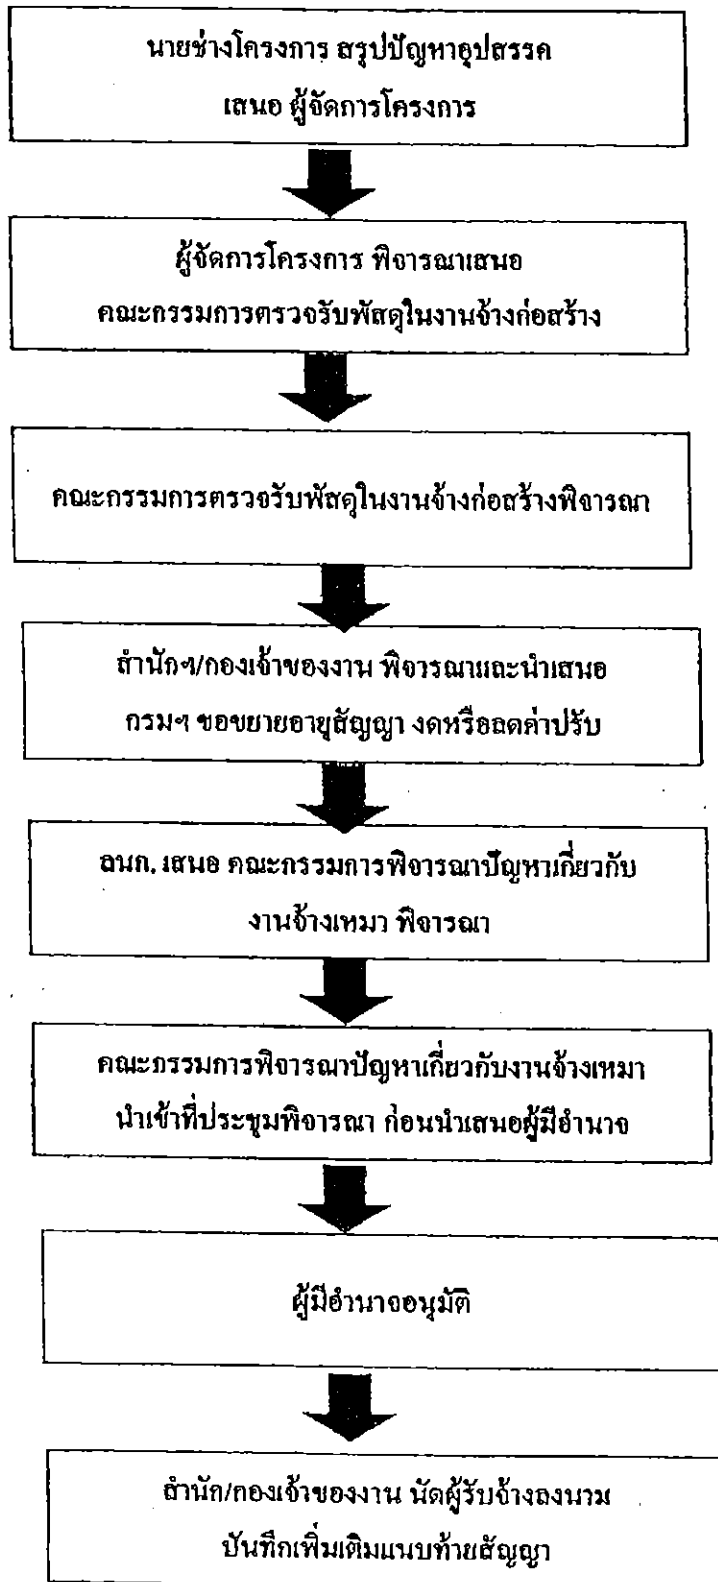 นายช่างโครงการ สรุปปัญหาอุปสรรค
เสนอ ผู้จัดการโครงการ
ผู้จัดการโครงการ พิจารณาเสนอ
คณะกรรมการตรวจรับพัสดุในงานจ้างก่อสร้าง
คณะกรรมการตรวจรับพัสดุในงานจ้างก่อสร้างพิจารณา
สำนักฯ/กองเจ้าของงาน พิจารณาและนำเสนอ
กรมฯ ขอขยายอายุสัญญา งดหรือลดค่าปรับ
ลนก. เสนอ คณะกรรมการพิจารณาปัญหาเกี่ยวกับ
งานจ้างเหมา พิจารณา
คณะกรรมการพิจารณาปัญหาเกี่ยวกับงานจ้างเหมา
นำเข้าที่ประชุมพิจารณา ก่อนนำเสนอผู้มีอำนาจ
ผู้มีอำนาจอนุมัติ
สำนัก/กองเจ้าของงาน นัดผู้รับจ้างลงนาม
บันทึกเพิ่มเติมแนบท้ายสัญญา